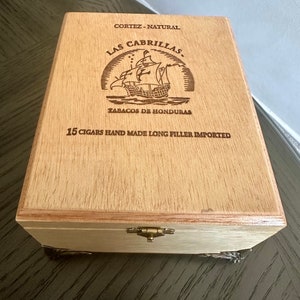 CORTEZ - NATURAL
LAS CABRILLAS
TABACOS DE HONDURAS
15 CIGARS HAND MADE LONG FILLER IMPORTED